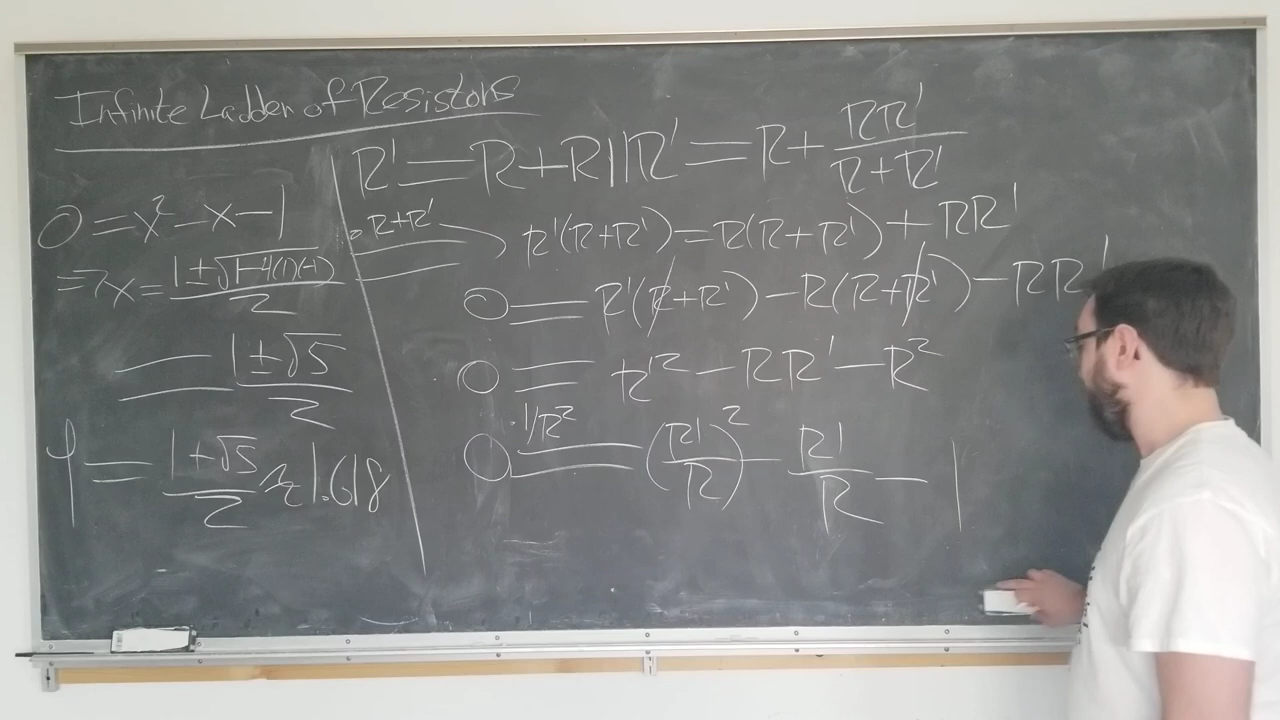 Infinite Ladder of Resistors
0 = x² - x - 1
=> x = (1 ± √(1-4(1)(-1)))/2
= (1 ± √5)/2
φ = (1 + √5)/2 ≈ 1.618
R' = R + R || R' = R + RR'/(R + R')
· R + R'
R'(R + R') = R(R + R') + RR'
0 = R'(R + R') - R(R + R') - RR'
0 = R'² - RR' - R²
· 1/R²
0 = (R'/R)² - R'/R - 1